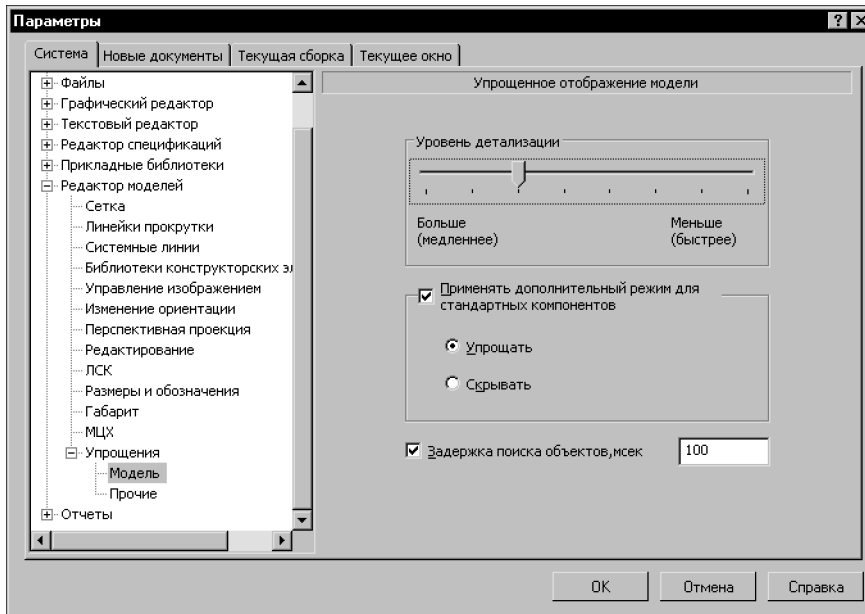 Параметры
Система
Новые документы
Текущая сборка
Текущее окно
Файлы
Графический редактор
Текстовый редактор
Редактор спецификаций
Прикладные библиотеки
Редактор моделей
Сетка
Линейки прокрутки
Системные линии
Библиотеки конструкторских эл
Управление изображением
Изменение ориентации
Перспективная проекция
Редактирование
ЛСК
Размеры и обозначения
Габарит
МЦХ
Упрощения
Модель
Прочие
Отчеты
Упрощенное отображение модели
Уровень детализации
Больше
(медленнее)
Меньше
(быстрее)
Применять дополнительный режим для
стандартных компонентов
Упрощать
Скрывать
Задержка поиска объектов,мсек
100
OK
Отмена
Справка